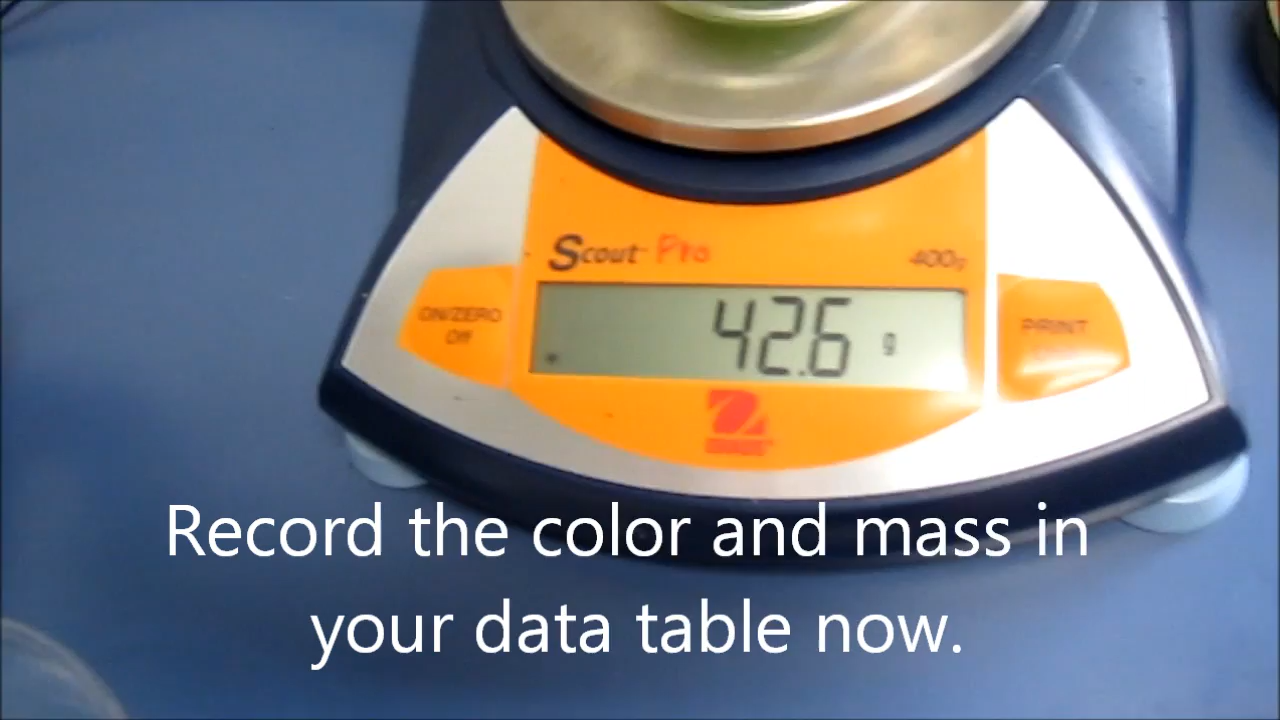 Scout Pro
400g
ON/ZERO
Off
42.6 g
PRINT
Record the color and mass in
your data table now.